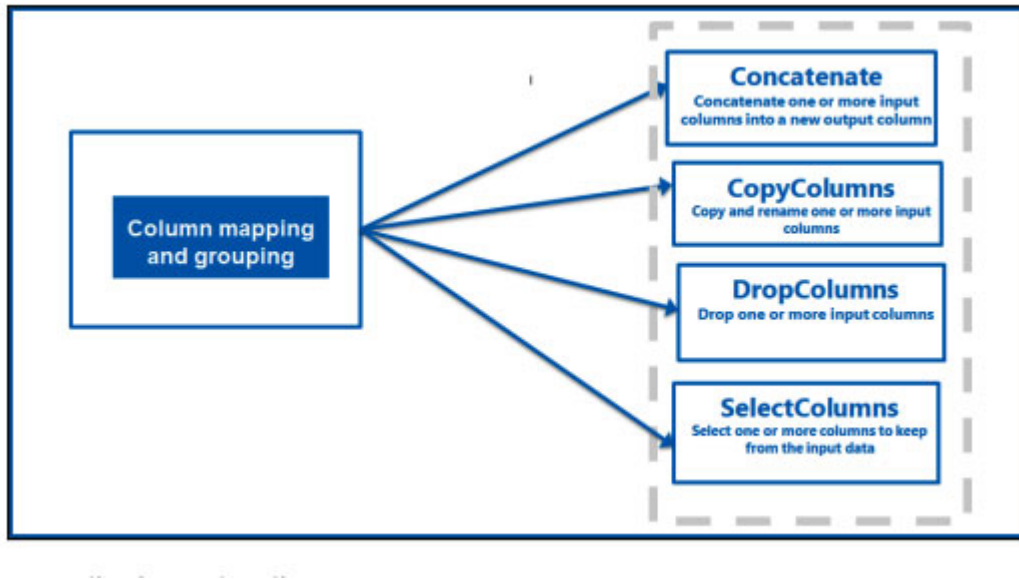 Column mapping
and grouping
Concatenate
Concatenate one or more input
columns into a new output column
CopyColumns
Copy and rename one or more input
columns
DropColumns
Drop one or more input columns
SelectColumns
Select one or more columns to keep
from the input data